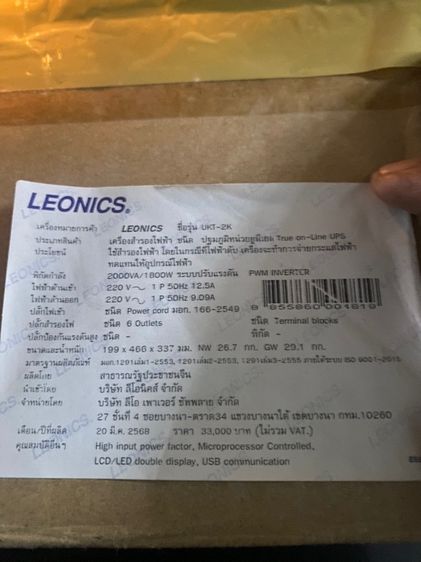 LEONICS®
เครื่องหมายการค้า LEONICS ชื่อรุ่น UKT-2K
ประเภทสินค้า เครื่องสำรองไฟฟ้า ชนิด ปฐมภูมิหน่วยยูพีเอส True on-Line UPS
ประโยชน์ ใช้สำรองไฟฟ้า โดยในกรณีที่ไฟฟ้าดับ เครื่องจะทำการจ่ายกระแสไฟฟ้า
ทดแทนให้อุปกรณ์ไฟฟ้า
พิกัดกำลัง 2000VA/1800W ระบบปรับแรงดัน PWM INVERTER
ไฟฟ้าด้านเข้า 220 V～ 1 P 50Hz 12.5A
ไฟฟ้าด้านออก 220 V～ 1 P 50Hz 9.09A
ปลั๊กไฟเข้า ชนิด Power cord มอก. 166-2549
8 855860 001819
ปลั๊กสำรองไฟ ชนิด 6 Outlets ชนิด Terminal blocks
ปลั๊กป้องกันแรงดันสูง ชนิด - พิกัด -
ขนาดและน้ำหนัก 199 x 466 x 337 มม. NW 26.7 กก. GW 29.1 กก.
มาตรฐานผลิตภัณฑ์ มอก.1291เล่ม1-2553, 1291เล่ม2-2553, 1291เล่ม3-2555 ภายใต้ระบบ ISO 9001-2015
ผลิตโดย สาธารณรัฐประชาชนจีน
นำเข้าโดย บริษัท ลีโอนิคส์ จำกัด
จำหน่ายโดย บริษัท ลีโอ เพาเวอร์ ซัพพลาย จำกัด
27 ชั้นที่ 4 ซอยบางนา-ตราด34 แขวงบางนาใต้ เขตบางนา กทม.10260
เดือน/ปีที่ผลิต 20 มี.ค. 2568 ราคา 33,000 บาท (ไม่รวม VAT.)
คุณสมบัติอื่นๆ High input power factor, Microprocessor Controlled,
LCD/LED double display, USB communication